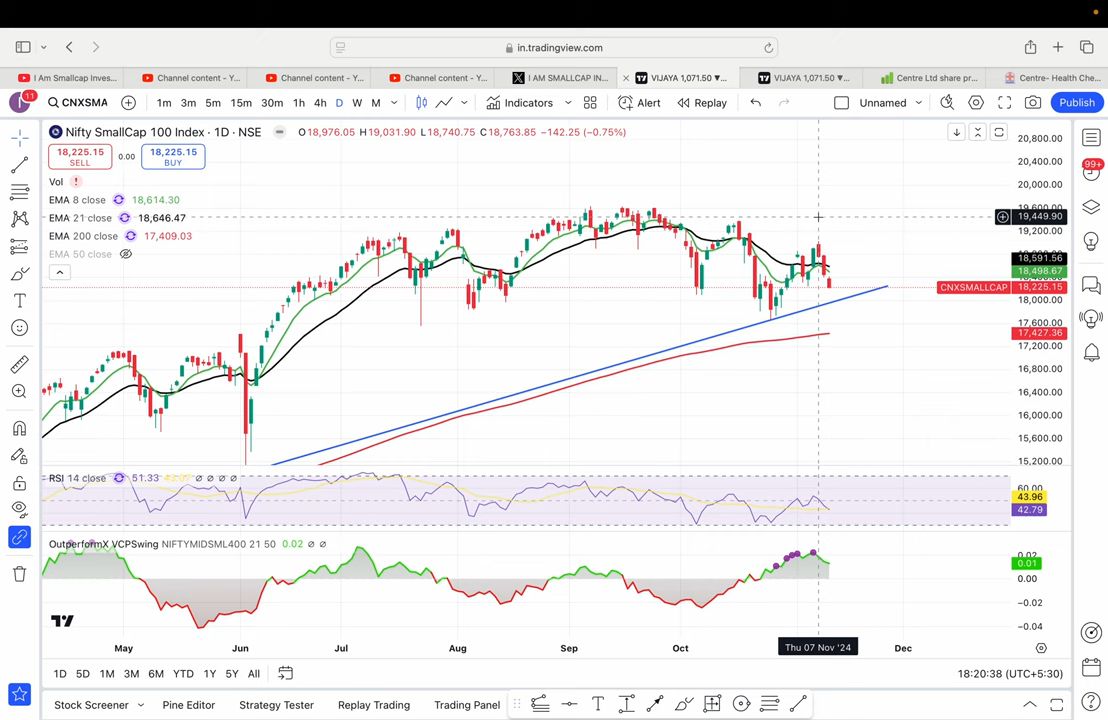 in.tradingview.com
I Am Smallcap Inves...
Channel content - Y...
Channel content - Y...
Channel content - Y...
I AM SMALLCAP IN...
VIJAYA 1,071.50 ▼...
VIJAYA 1,071.50 ▼...
Centre Ltd share pr...
Centre- Health Che...
11
CNXSMA
1m 3m 5m 15m 30m 1h 4h D W M
Indicators
Alert
Replay
Unnamed
Publish
Nifty SmallCap 100 Index · 1D · NSE
O18,976.05 H19,031.90 L18,740.75 C18,763.85 −142.25 (−0.75%)
18,225.15
SELL
0.00
18,225.15
BUY
Vol
EMA 8 close 18,614.30
EMA 21 close 18,646.47
EMA 200 close 17,409.03
EMA 50 close
20,800.00
20,400.00
20,000.00
19,449.90
19,200.00
18,591.56
18,498.67
CNXSMALLCAP 18,225.15
18,000.00
17,600.00
17,427.36
17,200.00
16,800.00
16,400.00
16,000.00
15,600.00
15,200.00
99+
RSI 14 close 51.33
60.00
43.96
42.79
OutperformX VCPSwing NIFTYMIDSML400 21 50 0.02
0.02
0.01
0.00
−0.02
−0.04
May Jun Jul Aug Sep Oct Thu 07 Nov '24 Dec
1D 5D 1M 3M 6M YTD 1Y 5Y All
18:20:38 (UTC+5:30)
Stock Screener Pine Editor Strategy Tester Replay Trading Trading Panel